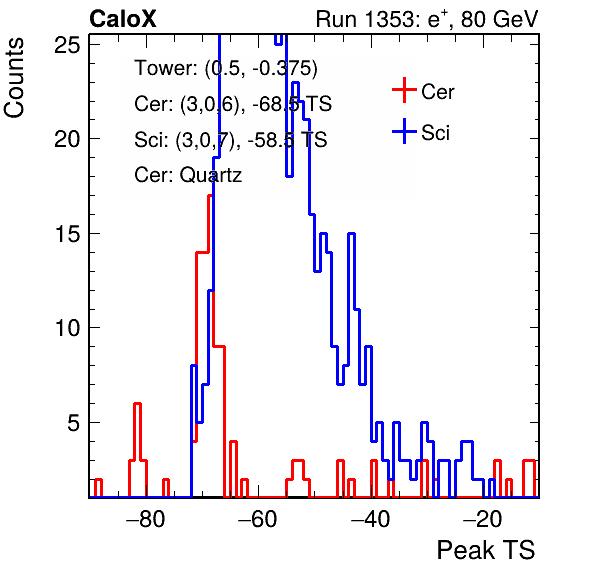 CaloX Run 1353: e⁺, 80 GeV
Counts
25
20
15
10
5
Tower: (0.5, -0.375)
Cer: (3,0,6), -68.5 TS
Sci: (3,0,7), -58.5 TS
Cer: Quartz
Cer
Sci
−80 −60 −40 −20
Peak TS